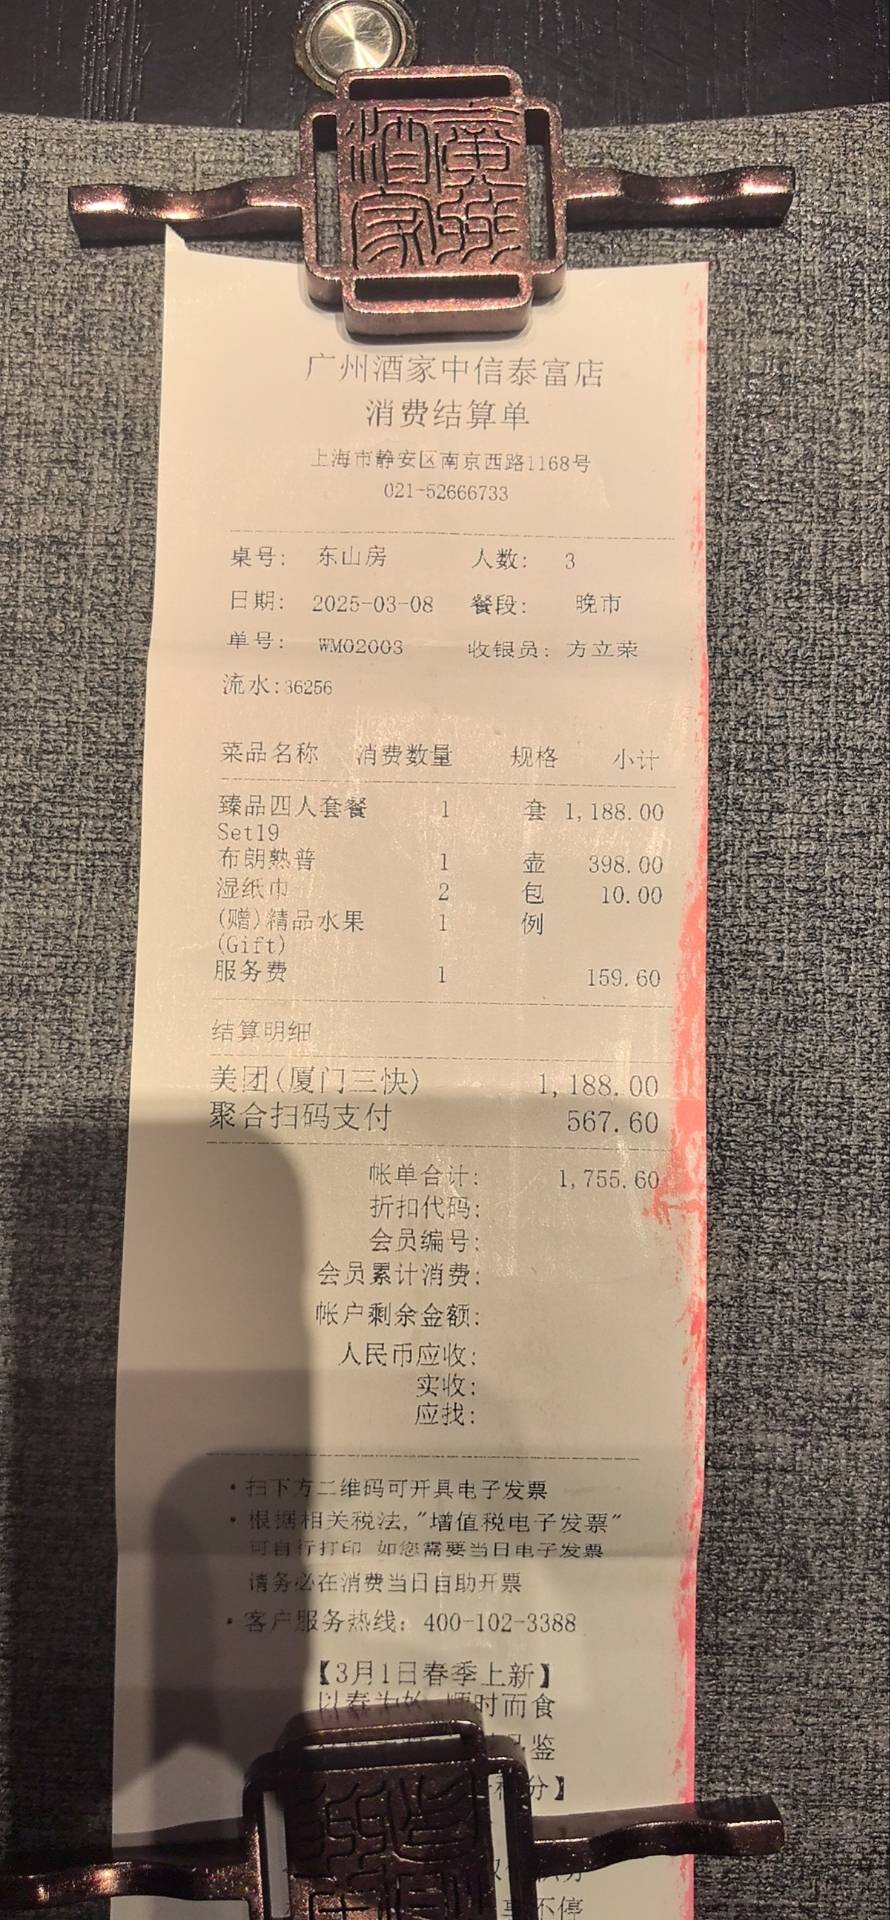 廣州
酒家
广州酒家中信泰富店
消费结算单
上海市静安区南京西路1168号
021-52666733
桌号: 东山房 人数: 3
日期: 2025-03-08 餐段: 晚市
单号: WM02003 收银员: 方立荣
流水:36256
菜品名称 消费数量 规格 小计
臻品四人套餐 1 套 1,188.00
Set19
布朗熟普 1 壶 398.00
湿纸巾 2 包 10.00
(赠)精品水果 1 例
(Gift)
服务费 1 159.60
结算明细
美团(厦门三快) 1,188.00
聚合扫码支付 567.60
帐单合计: 1,755.60
折扣代码:
会员编号:
会员累计消费:
帐户剩余金额:
人民币应收:
实收:
应找:
·扫下方二维码可开具电子发票
·根据相关税法,"增值税电子发票"
可自行打印 如您需要当日电子发票
请务必在消费当日自助开票
·客户服务热线: 400-102-3388
【3月1日春季上新】
以春为 时而食
品鉴
分】
不停